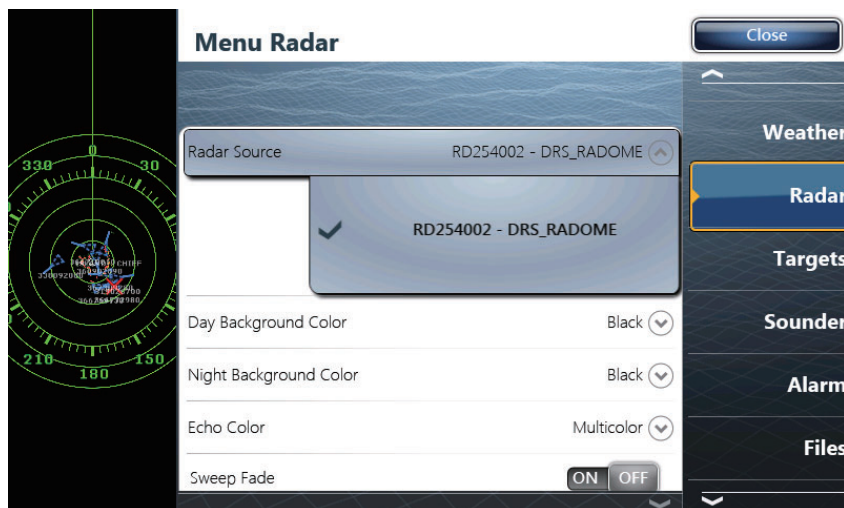 Menu Radar
Close
Radar Source RD254002 - DRS_RADOME
RD254002 - DRS_RADOME
Day Background Color Black
Night Background Color Black
Echo Color Multicolor
Sweep Fade ON OFF
Weather
Radar
Targets
Sounder
Alarm
Files
330 0 30
210 180 150